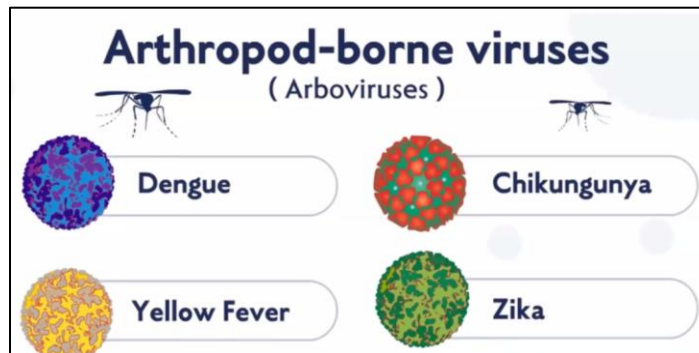 Arthropod-borne viruses
( Arboviruses )
Dengue
Chikungunya
Yellow Fever
Zika